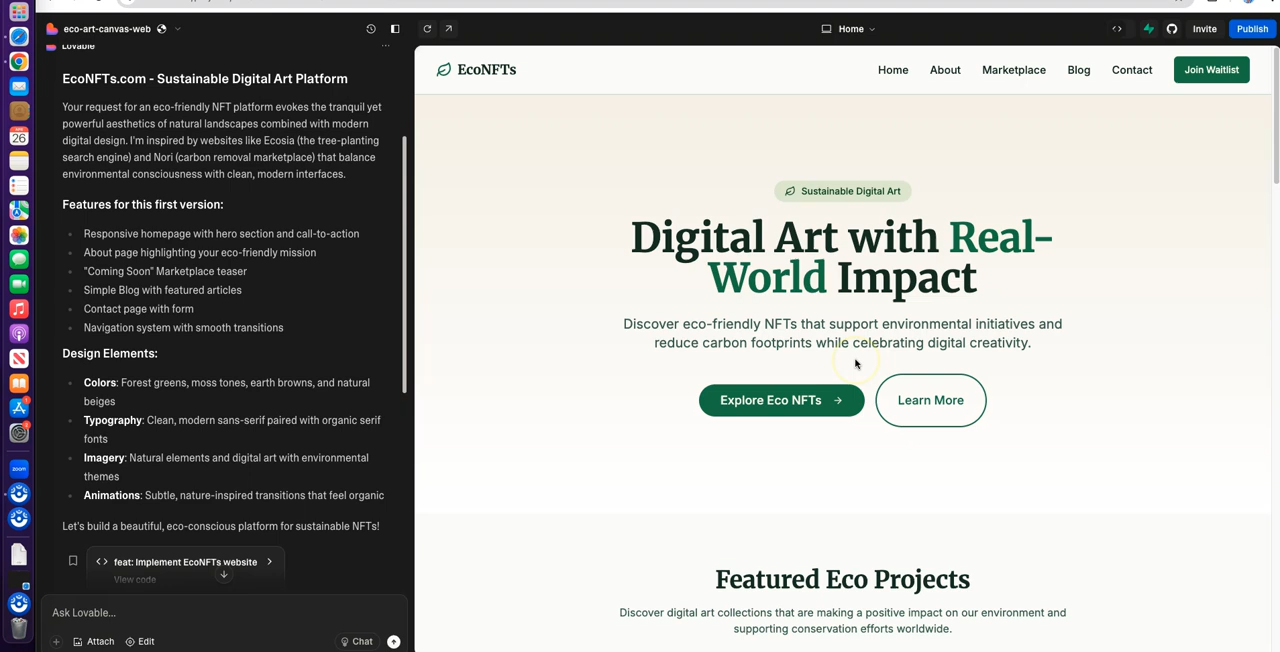 eco-art-canvas-web
Home
Invite
Publish
Lovable
EcoNFTs.com - Sustainable Digital Art Platform
Your request for an eco-friendly NFT platform evokes the tranquil yet
powerful aesthetics of natural landscapes combined with modern
digital design. I'm inspired by websites like Ecosia (the tree-planting
search engine) and Nori (carbon removal marketplace) that balance
environmental consciousness with clean, modern interfaces.
Features for this first version:
Responsive homepage with hero section and call-to-action
About page highlighting your eco-friendly mission
"Coming Soon" Marketplace teaser
Simple Blog with featured articles
Contact page with form
Navigation system with smooth transitions
Design Elements:
Colors: Forest greens, moss tones, earth browns, and natural
beiges
Typography: Clean, modern sans-serif paired with organic serif
fonts
Imagery: Natural elements and digital art with environmental
themes
Animations: Subtle, nature-inspired transitions that feel organic
Let's build a beautiful, eco-conscious platform for sustainable NFTs!
feat: Implement EcoNFTs website
View code
Ask Lovable...
Attach
Edit
Chat
EcoNFTs
Home
About
Marketplace
Blog
Contact
Join Waitlist
Sustainable Digital Art
Digital Art with Real-
World Impact
Discover eco-friendly NFTs that support environmental initiatives and
reduce carbon footprints while celebrating digital creativity.
Explore Eco NFTs
Learn More
Featured Eco Projects
Discover digital art collections that are making a positive impact on our environment and
supporting conservation efforts worldwide.
26
zoom